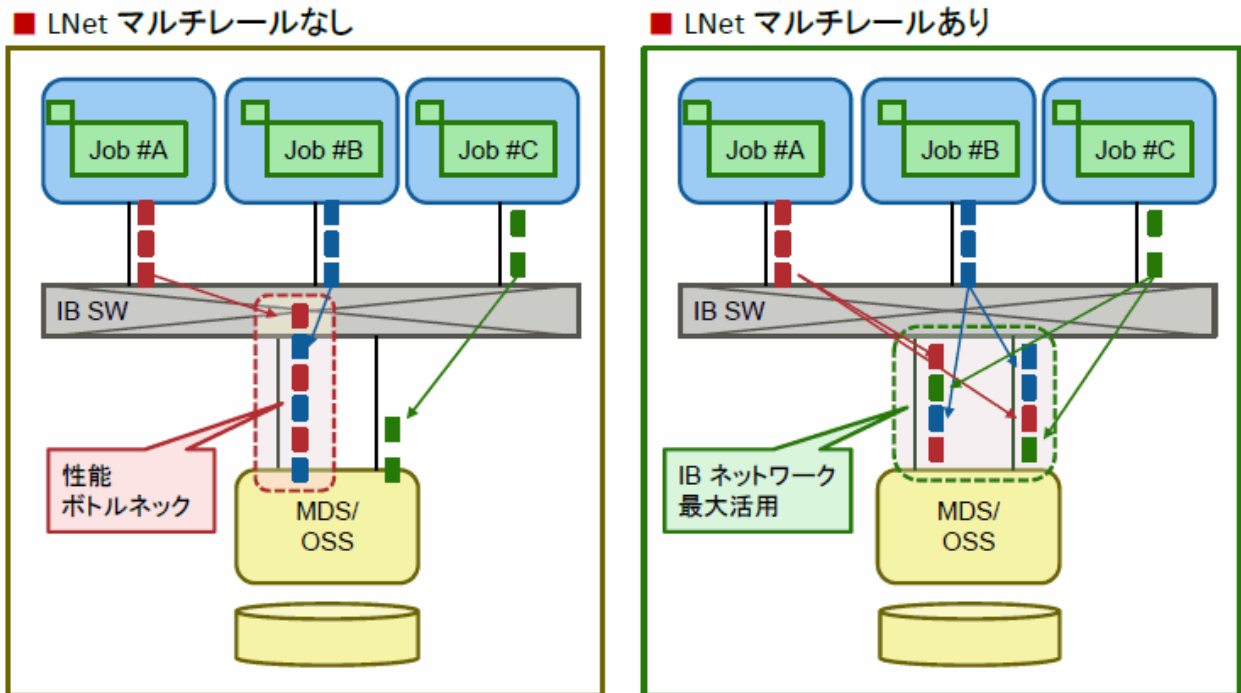 ■ LNet マルチレールなし
Job #A
Job #B
Job #C
IB SW
性能
ボトルネック
MDS/
OSS
■ LNet マルチレールあり
Job #A
Job #B
Job #C
IB SW
IB ネットワーク
最大活用
MDS/
OSS